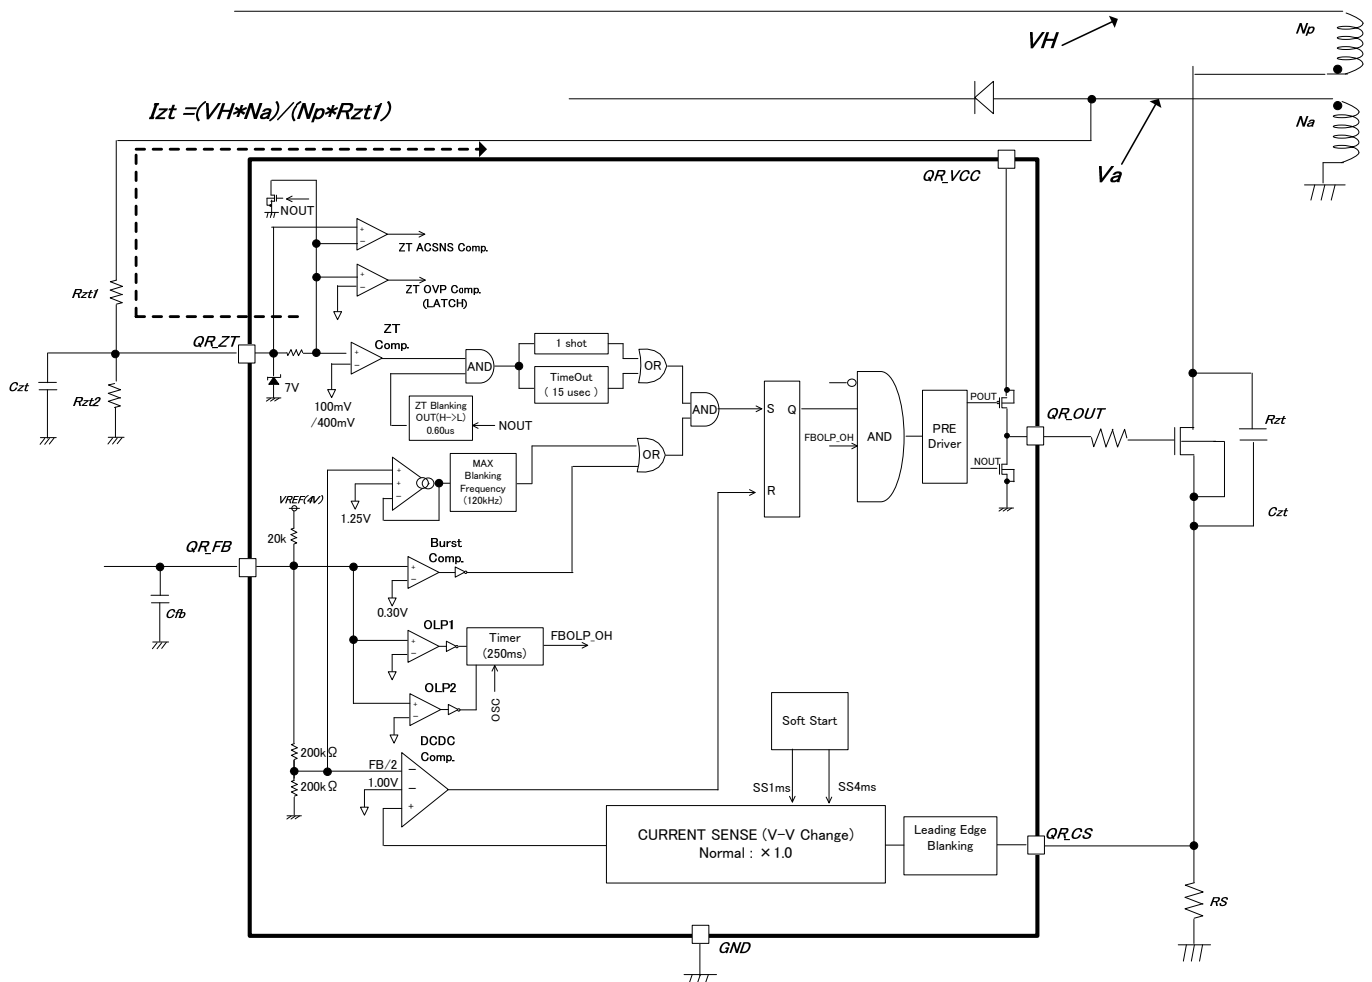 Np
VH
Izt =(VH*Na)/(Np*Rzt1)
Na
Va
QR_VCC
NOUT
ZT ACSNS Comp.
ZT OVP Comp.
(LATCH)
Rzt1
QR_ZT
ZT
Comp.
1 shot
OR
AND
TimeOut
( 15 usec )
7V
Czt
Rzt2
100mV
/400mV
ZT Blanking
OUT(H->L)
0.60us
NOUT
AND
S
Q
POUT
QR_OUT
Rzt
FBOLP_OH
AND
PRE
Driver
NOUT
OR
MAX
Blanking
Frequency
(120kHz)
1.25V
R
VREF(4V)
20k
Czt
QR_FB
Burst
Comp.
0.30V
Cfb
OLP1
Timer
(250ms)
FBOLP_OH
OLP2
OSC
Soft Start
DCDC
Comp.
200kΩ
FB/2
1.00V
200kΩ
SS1ms
SS4ms
CURRENT SENSE (V-V Change)
Normal : ×1.0
Leading Edge
Blanking
QR_CS
RS
GND